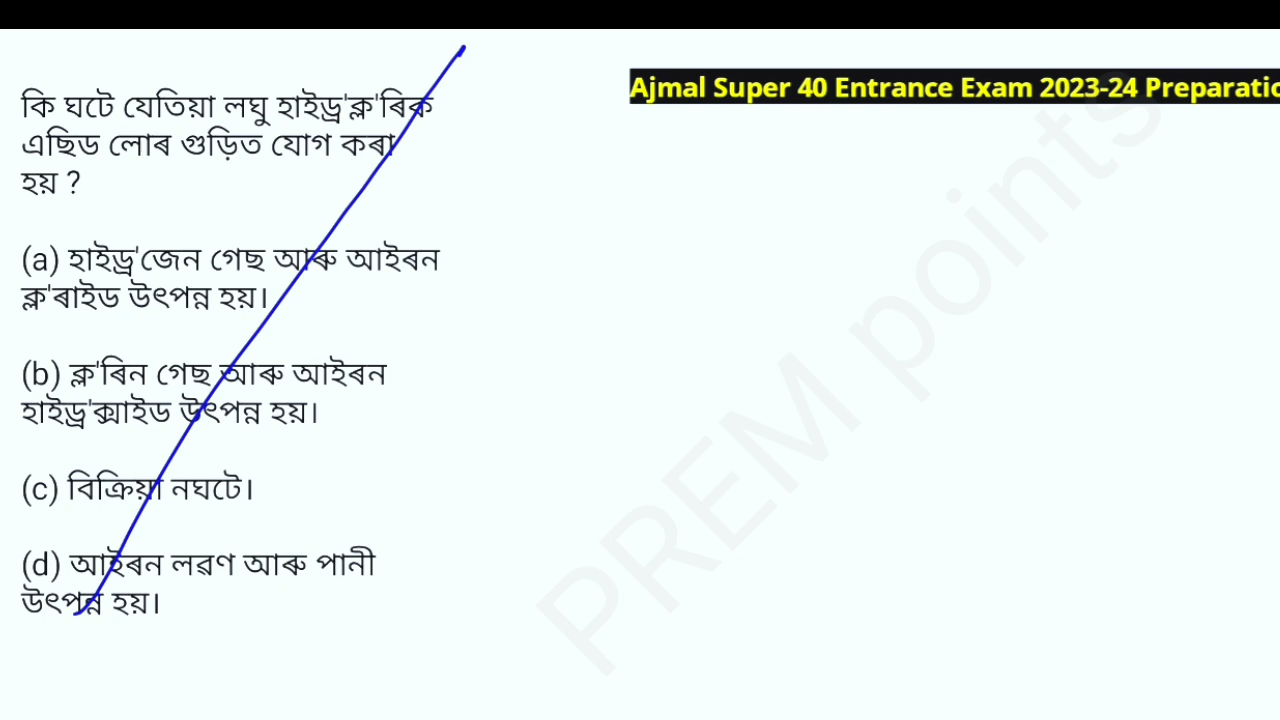 কি ঘটে যেতিয়া লঘু হাইড্ৰ'ক্ল'ৰিক
এছিড লোৰ গুড়িত যোগ কৰা
হয় ?
(a) হাইড্ৰ'জেন গেছ আৰু আইৰন
ক্ল'ৰাইড উৎপন্ন হয়।
(b) ক্ল'ৰিন গেছ আৰু আইৰন
হাইড্ৰ'ক্সাইড উৎপন্ন হয়।
(c) বিক্ৰিয়া নঘটে।
(d) আইৰন লৱণ আৰু পানী
উৎপন্ন হয়।
Ajmal Super 40 Entrance Exam 2023-24 Preparatio
PREM points